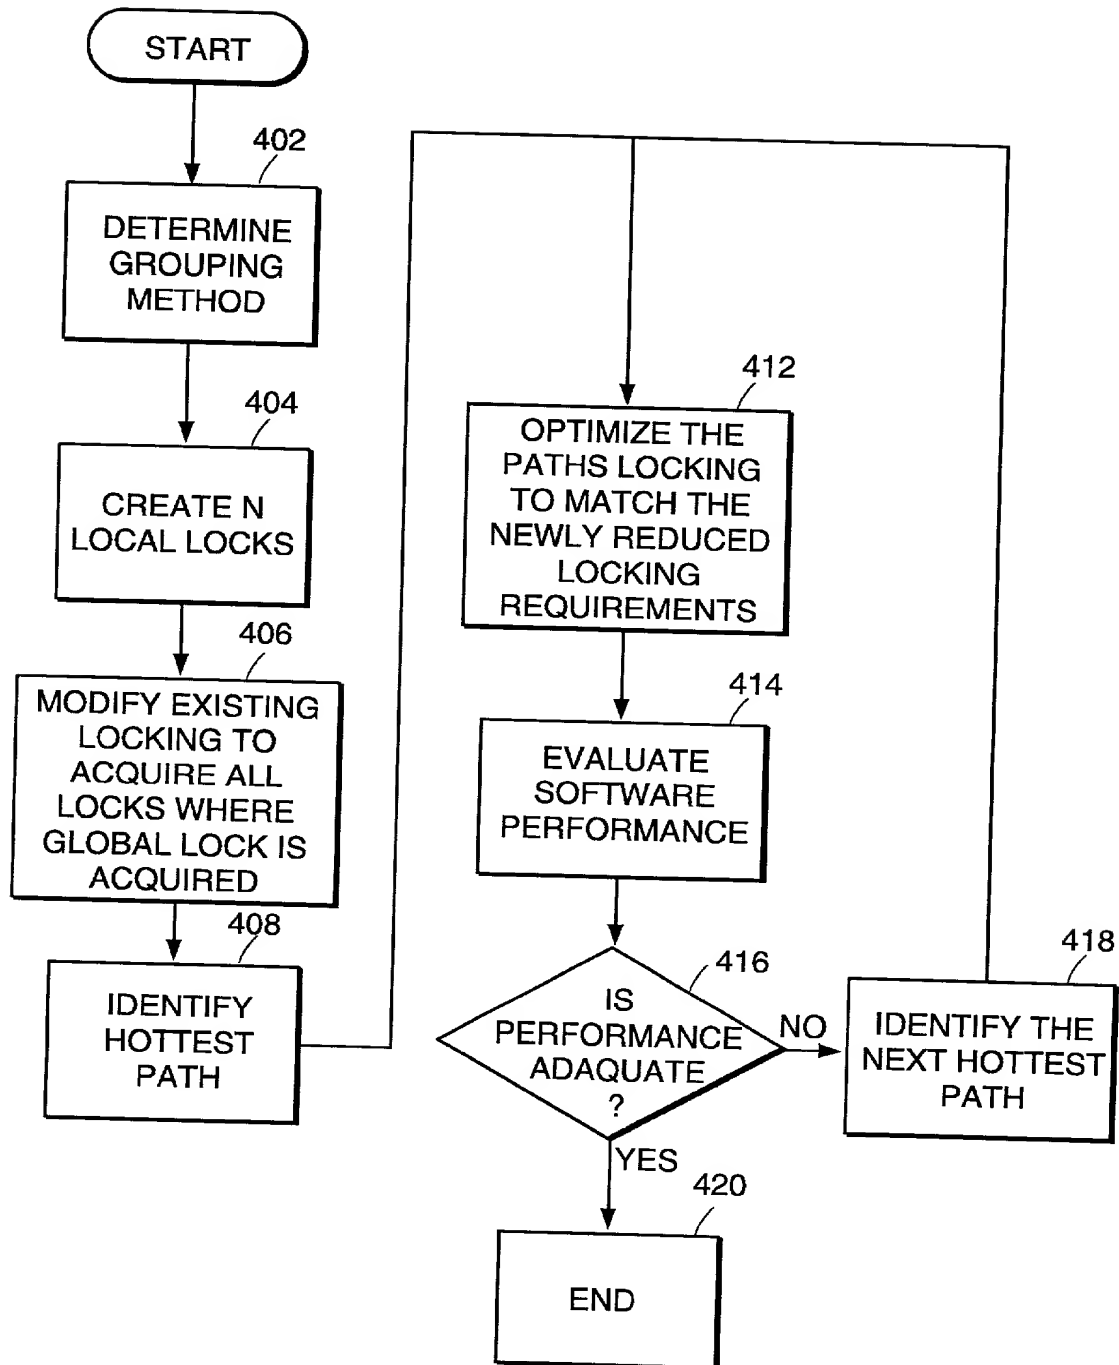 START
402
DETERMINE
GROUPING
METHOD
404
CREATE N
LOCAL LOCKS
406
MODIFY EXISTING
LOCKING TO
ACQUIRE ALL
LOCKS WHERE
GLOBAL LOCK IS
ACQUIRED
408
IDENTIFY
HOTTEST
PATH
412
OPTIMIZE THE
PATHS LOCKING
TO MATCH THE
NEWLY REDUCED
LOCKING
REQUIREMENTS
414
EVALUATE
SOFTWARE
PERFORMANCE
416
IS
PERFORMANCE
ADAQUATE
?
NO
YES
418
IDENTIFY THE
NEXT HOTTEST
PATH
420
END